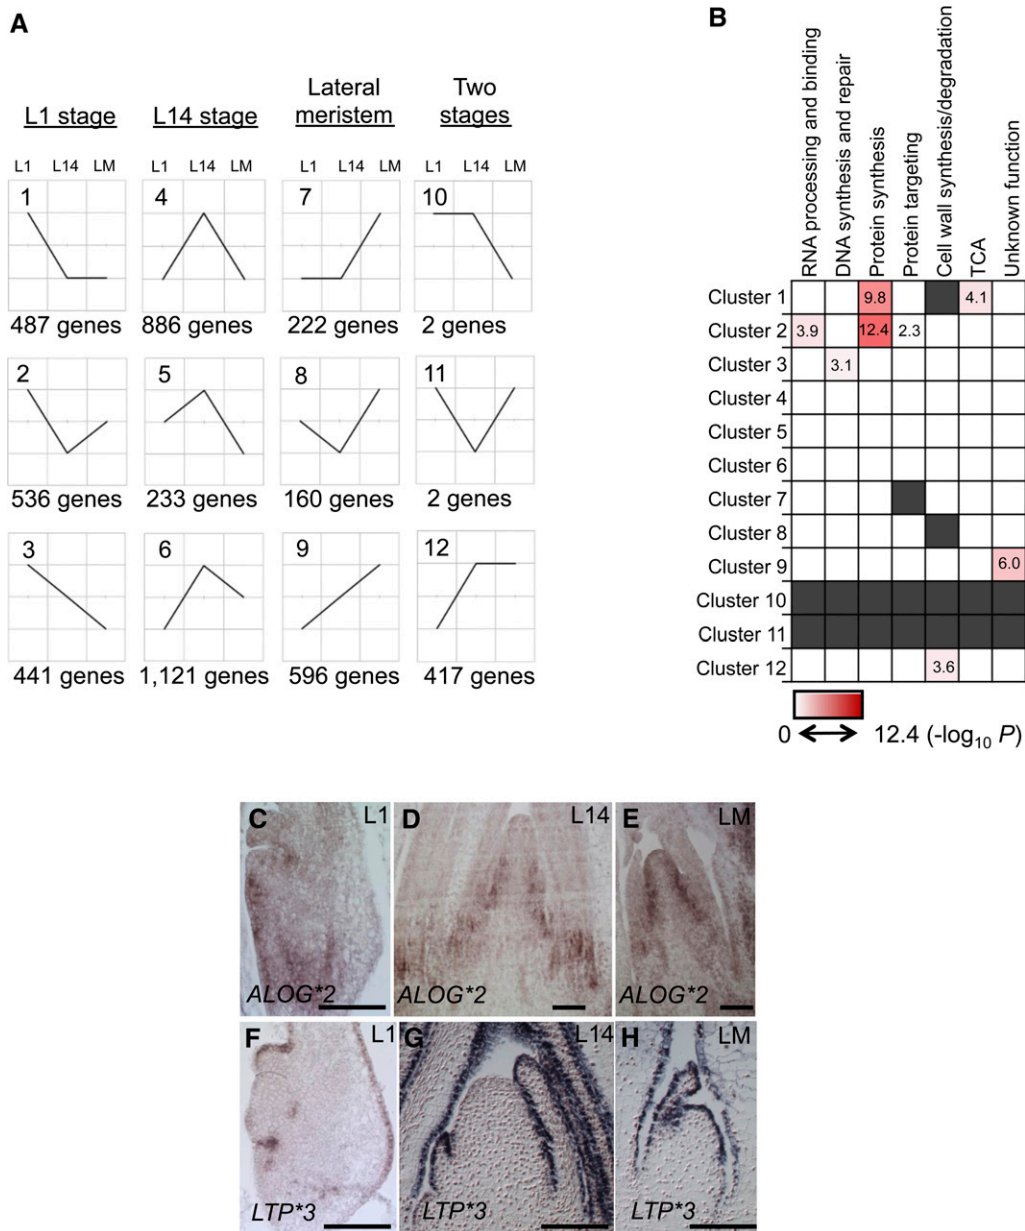 A
L1 stage
L14 stage
Lateral meristem
Two stages
L1 L14 LM
L1 L14 LM
L1 L14 LM
L1 L14 LM
1
4
7
10
487 genes
886 genes
222 genes
2 genes
2
5
8
11
536 genes
233 genes
160 genes
2 genes
3
6
9
12
441 genes
1,121 genes
596 genes
417 genes
B
RNA processing and binding
DNA synthesis and repair
Protein synthesis
Protein targeting
Cell wall synthesis/degradation
TCA
Unknown function
Cluster 1 9.8 4.1
Cluster 2 3.9 12.4 2.3
Cluster 3 3.1
Cluster 4
Cluster 5
Cluster 6
Cluster 7
Cluster 8
Cluster 9 6.0
Cluster 10
Cluster 11
Cluster 12 3.6
0 12.4 (-log10 P)
C L1
ALOG*2
D L14
ALOG*2
E LM
ALOG*2
F L1
LTP*3
G L14
H LM
LTP*3